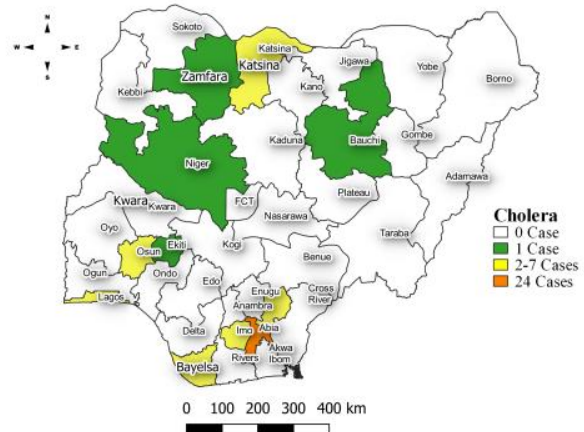 N
W E
S
Sokoto
Katsina
Katsina
Zamfara
Jigawa
Yobe
Borno
Kebbi
Kano
Kaduna
Bauchi
Gombe
Niger
Adamawa
Plateau
Kwara
Kwara
FCT
Nasarawa
Taraba
Oyo
Kogi
Osun
Ekiti
Benue
Ogun
Ondo
Edo
Lagos
Enugu
Anambra
Cross
River
Delta
Imo
Abia
Akwa
Ibom
Rivers
Bayelsa
Cholera
0 Case
1 Case
2-7 Cases
24 Cases
0 100 200 300 400 km